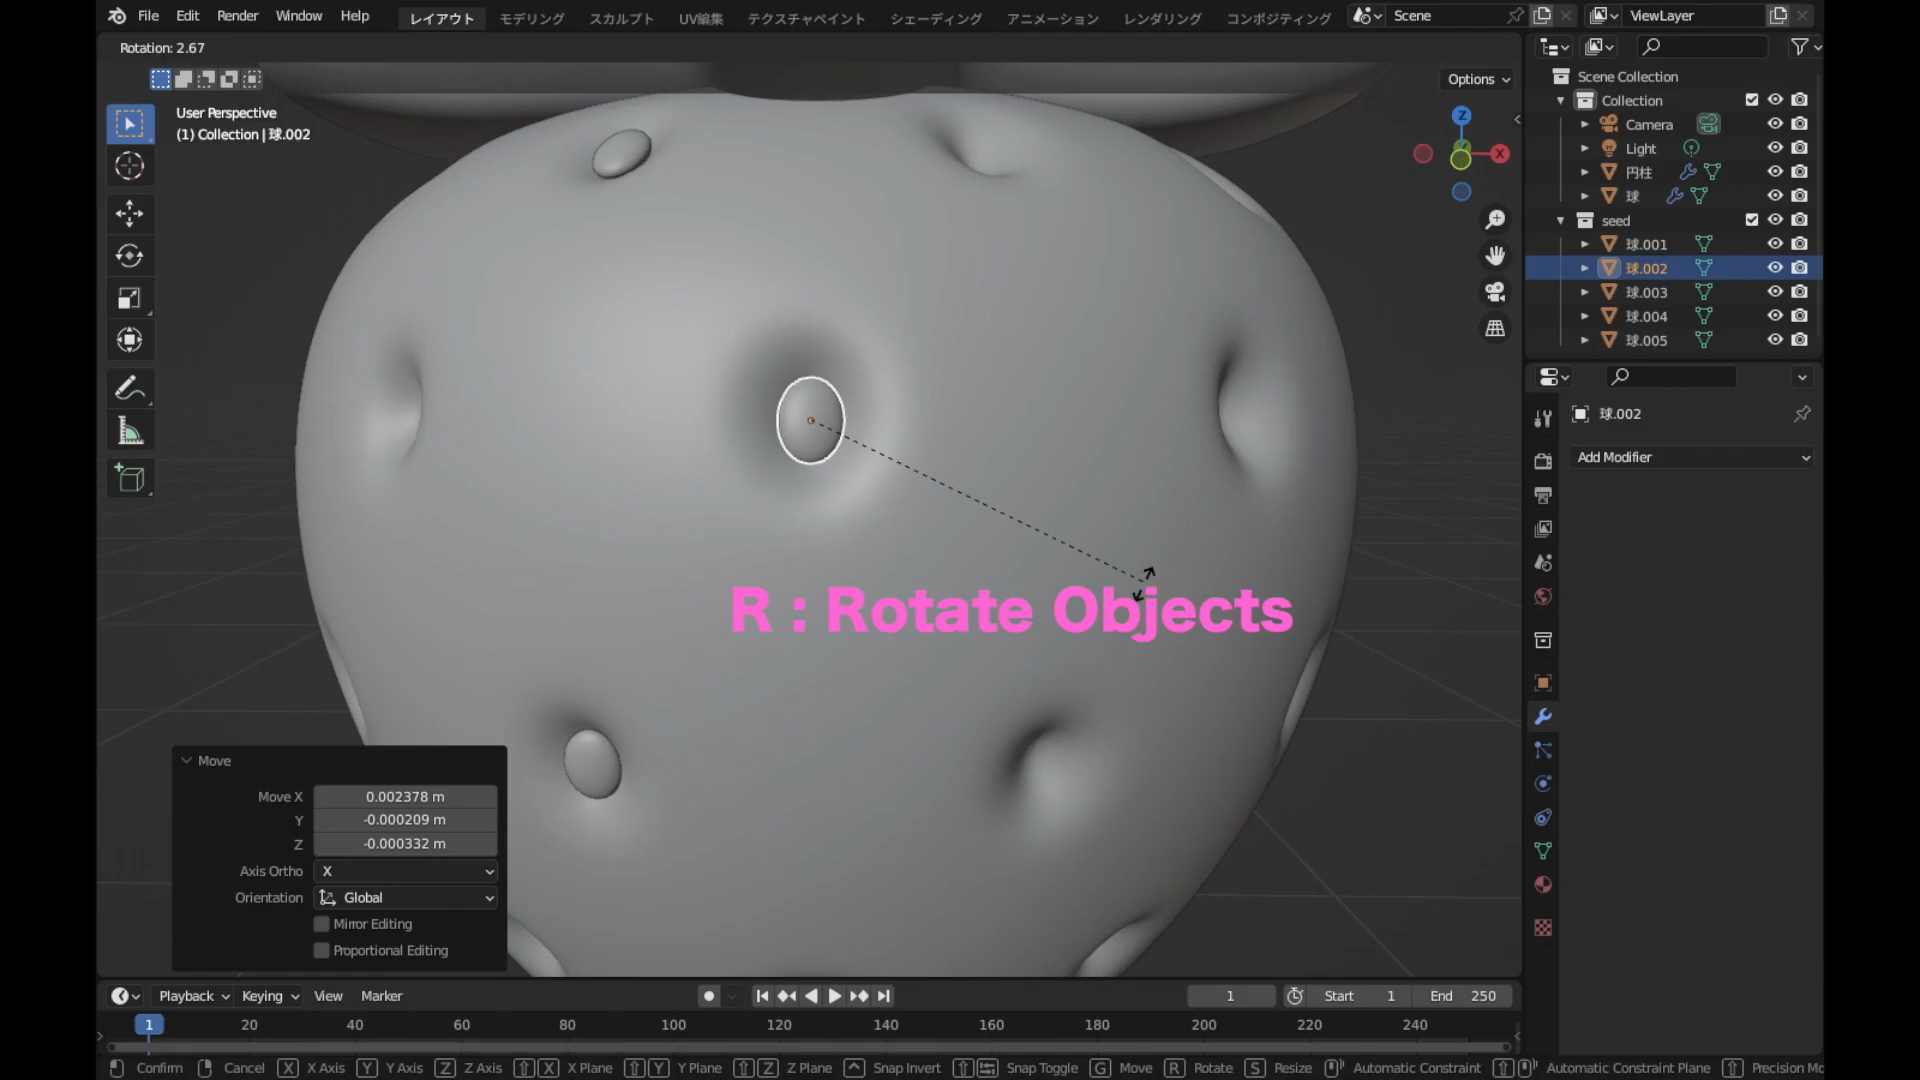 File Edit Render Window Help レイアウト モデリング スカルプト UV編集 テクスチャペイント シェーディング アニメーション レンダリング コンポジティング Scene ViewLayer
Rotation: 2.67
Options
User Perspective
(1) Collection | 球.002
Z
X
R : Rotate Objects
Move
Move X 0.002378 m
Y -0.000209 m
Z -0.000332 m
Axis Ortho X
Orientation Global
Mirror Editing
Proportional Editing
Scene Collection
Collection
Camera
Light
円柱
球
seed
球.001
球.002
球.003
球.004
球.005
球.002
Add Modifier
Playback Keying View Marker 1 Start 1 End 250
1 20 40 60 80 100 120 140 160 180 200 220 240
Confirm Cancel X X Axis Y Y Axis Z Z Axis X X Plane Y Y Plane Z Z Plane Snap Invert Snap Toggle G Move R Rotate S Resize Automatic Constraint Automatic Constraint Plane Precision Mo